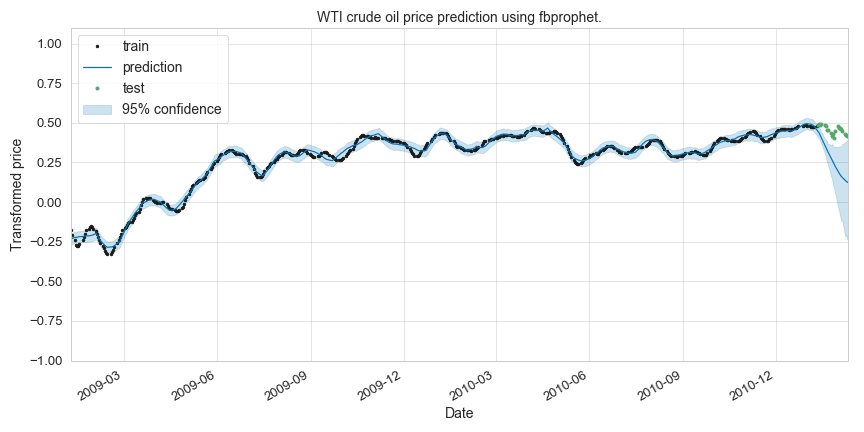 WTI crude oil price prediction using fbprophet.
train
prediction
test
95% confidence
Transformed price
1.00
0.75
0.50
0.25
0.00
−0.25
−0.50
−0.75
−1.00
2009-03
2009-06
2009-09
2009-12
2010-03
2010-06
2010-09
2010-12
Date